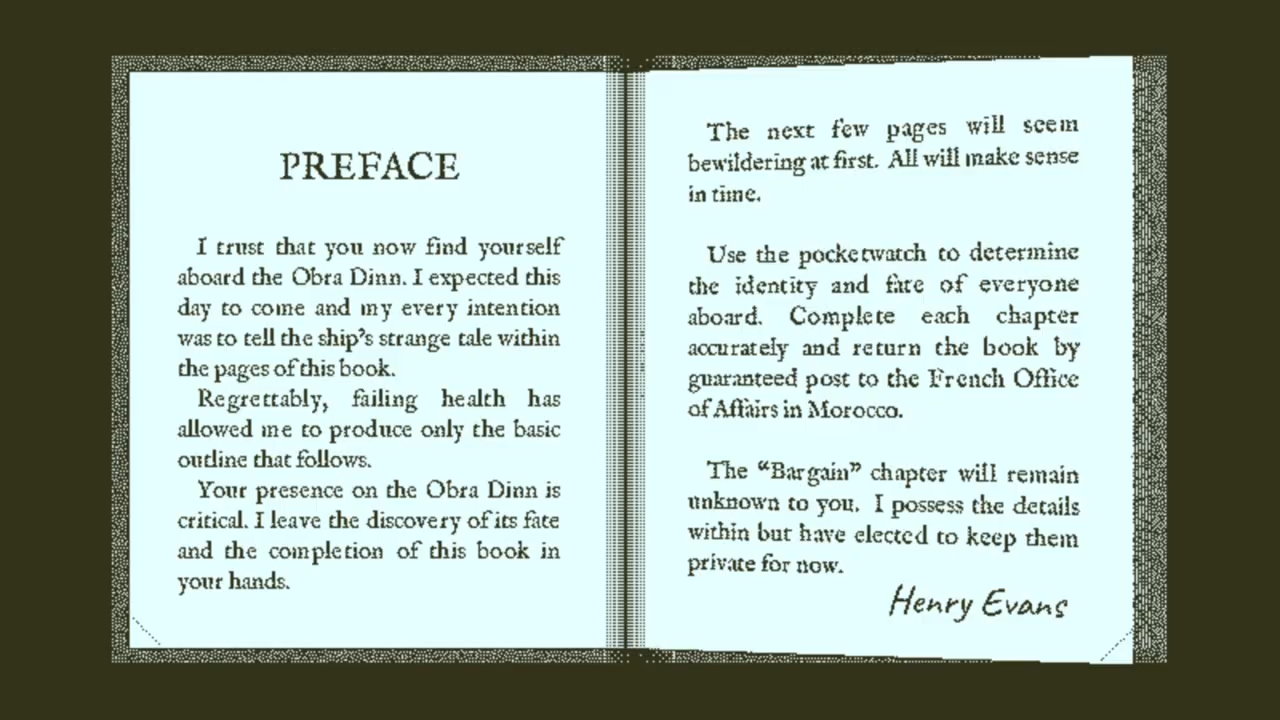 PREFACE
I trust that you now find yourself
aboard the Obra Dinn. I expected this
day to come and my every intention
was to tell the ship's strange tale within
the pages of this book.
Regrettably, failing health has
allowed me to produce only the basic
outline that follows.
Your presence on the Obra Dinn is
critical. I leave the discovery of its fate
and the completion of this book in
your hands.
The next few pages will seem
bewildering at first. All will make sense
in time.
Use the pocketwatch to determine
the identity and fate of everyone
aboard. Complete each chapter
accurately and return the book by
guaranteed post to the French Office
of Affairs in Morocco.
The “Bargain” chapter will remain
unknown to you. I possess the details
within but have elected to keep them
private for now.
Henry Evans